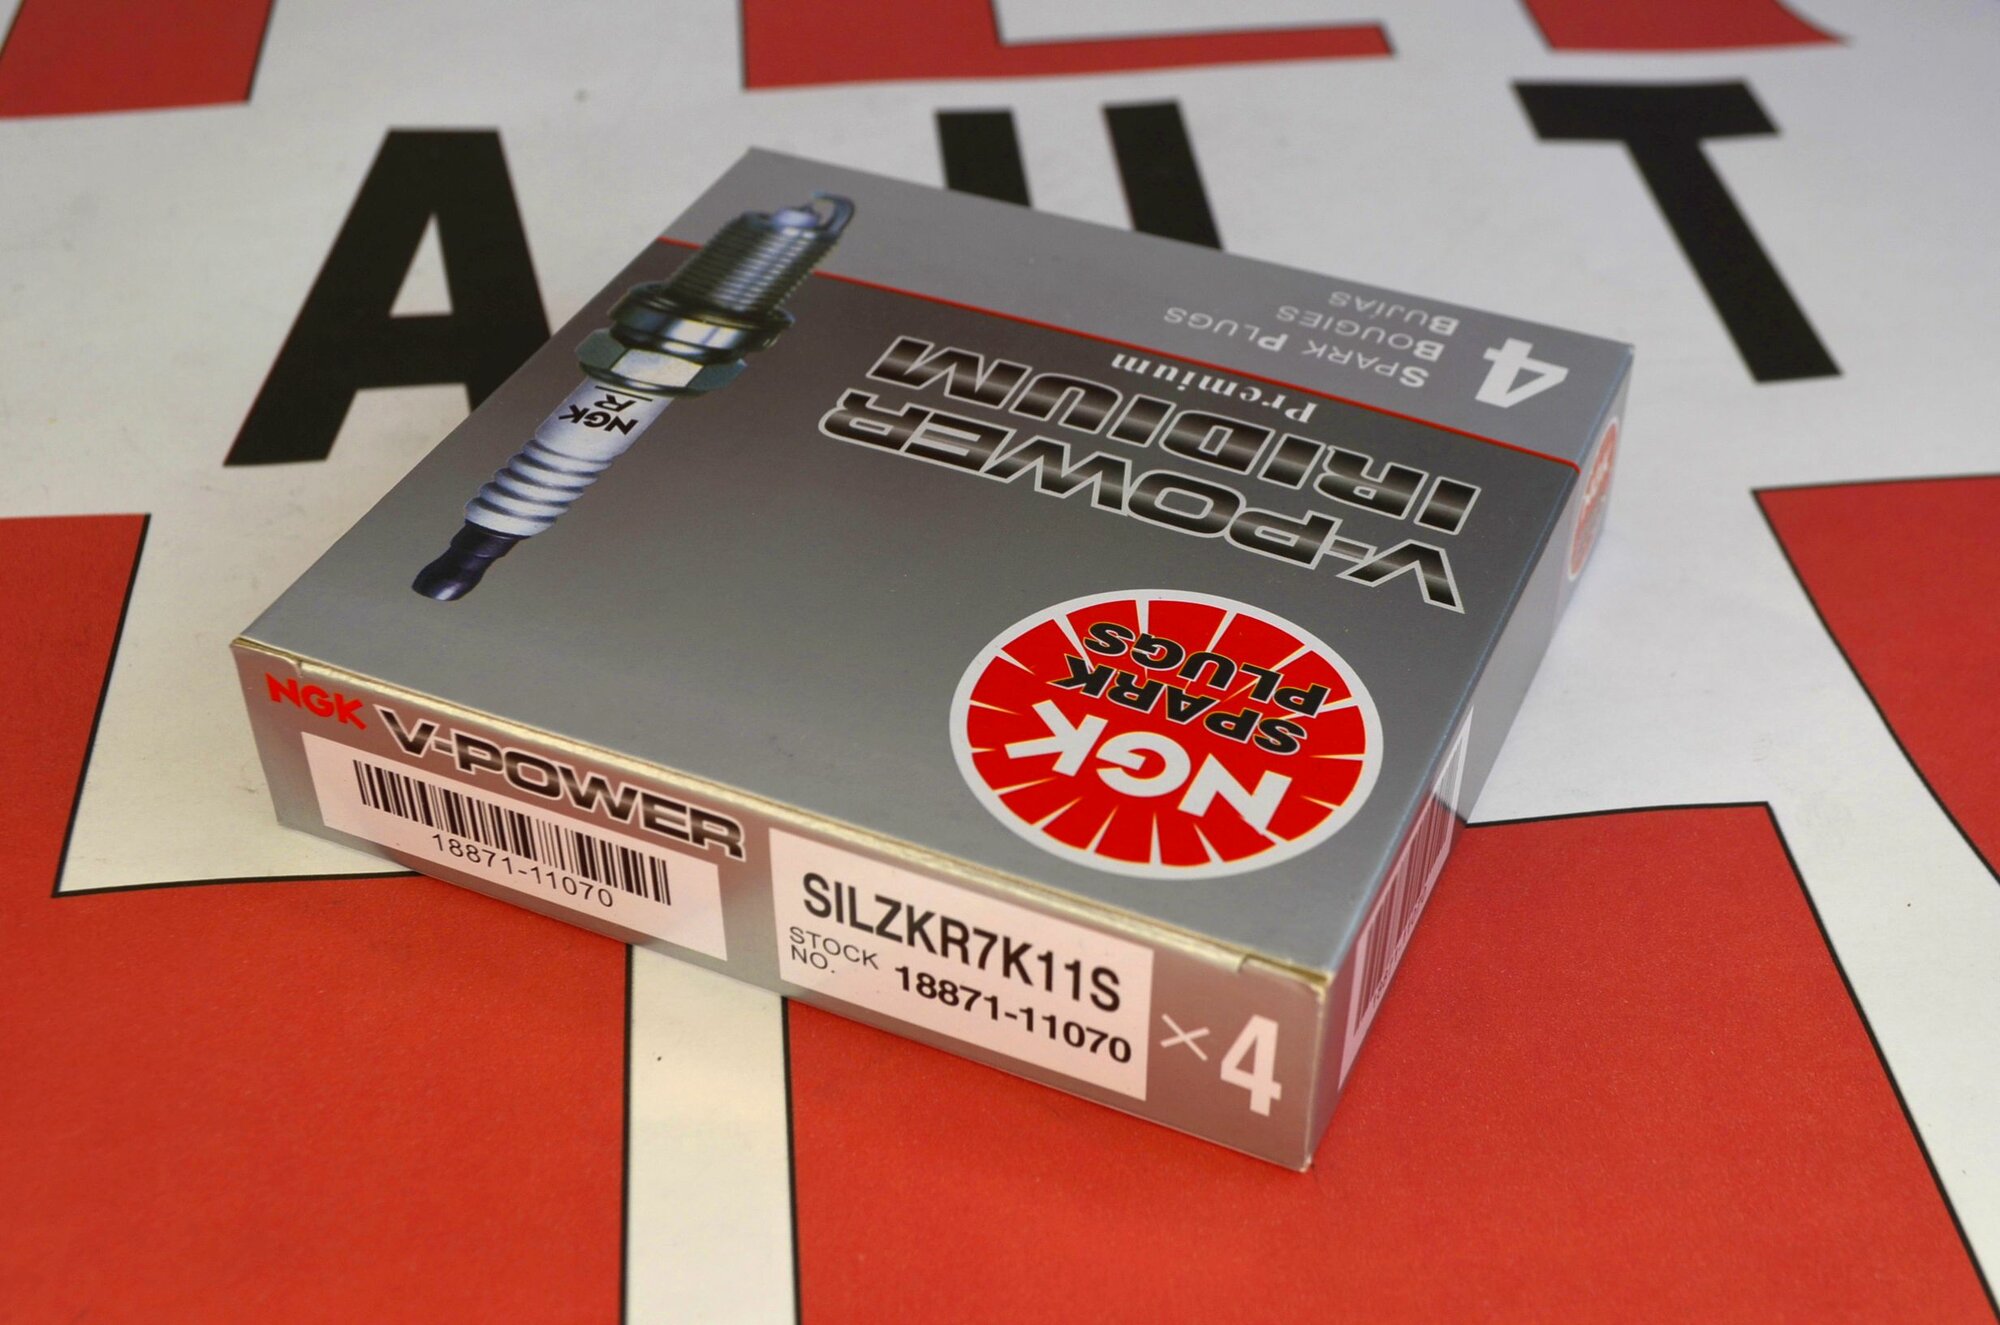 A U T
4 SPARK PLUGS
BOUGIES
BUJÍAS
Premium
V-POWER
IRIDIUM
NGK
SPARK
PLUGS
NGK
R
NGK V-POWER
18871-11070
SILZKR7K11S
STOCK
NO. 18871-11070
×4